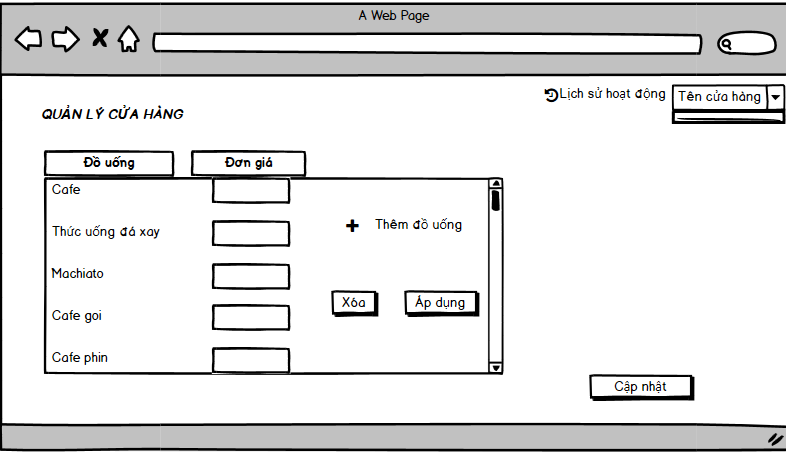 A Web Page
Lịch sử hoạt động
Tên cửa hàng
QUẢN LÝ CỬA HÀNG
Đồ uống
Đơn giá
Cafe
Thức uống đá xay
Thêm đồ uống
Machiato
Xóa
Áp dụng
Cafe goi
Cafe phin
Cập nhật